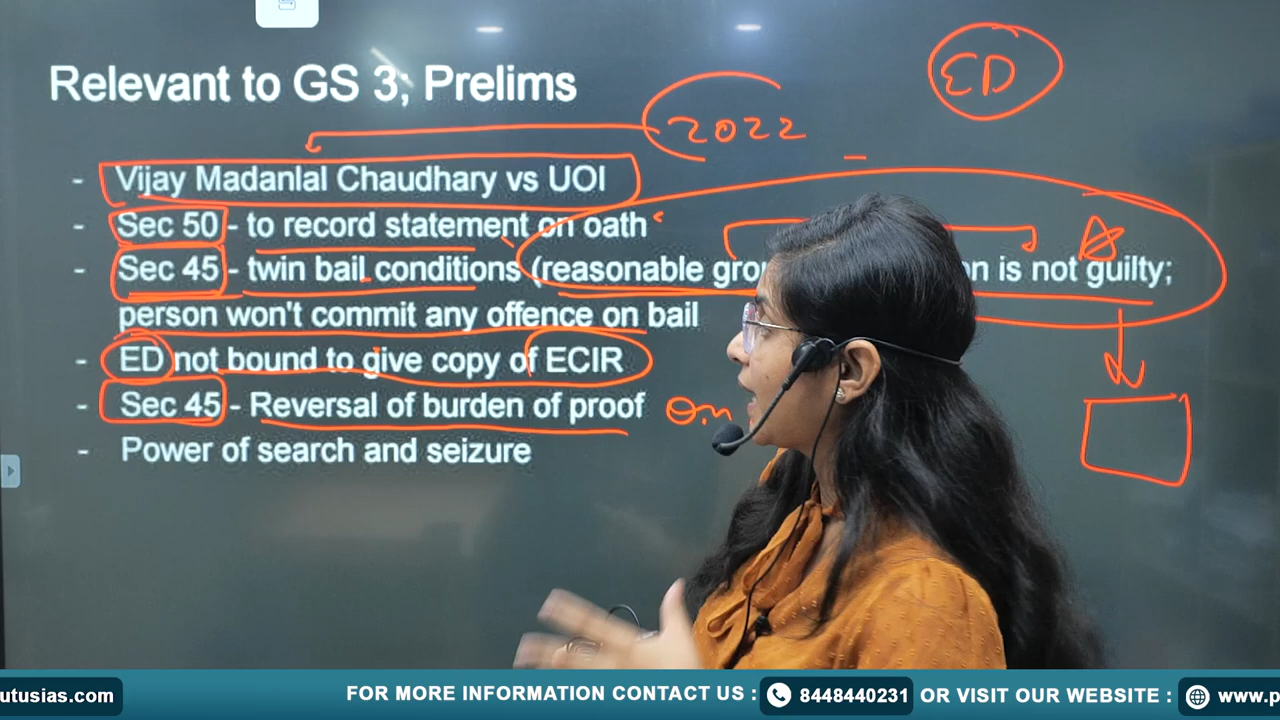 ED
Relevant to GS 3; Prelims
2022
- Vijay Madanlal Chaudhary vs UOI
- Sec 50 - to record statement on oath
- Sec 45 - twin bail conditions (reasonable is not guilty;
person won't commit any offence on bail
- ED not bound to give copy of ECIR
- Sec 45 - Reversal of burden of proof on
- Power of search and seizure
utusias.com FOR MORE INFORMATION CONTACT US : 8448440231 OR VISIT OUR WEBSITE : www.p